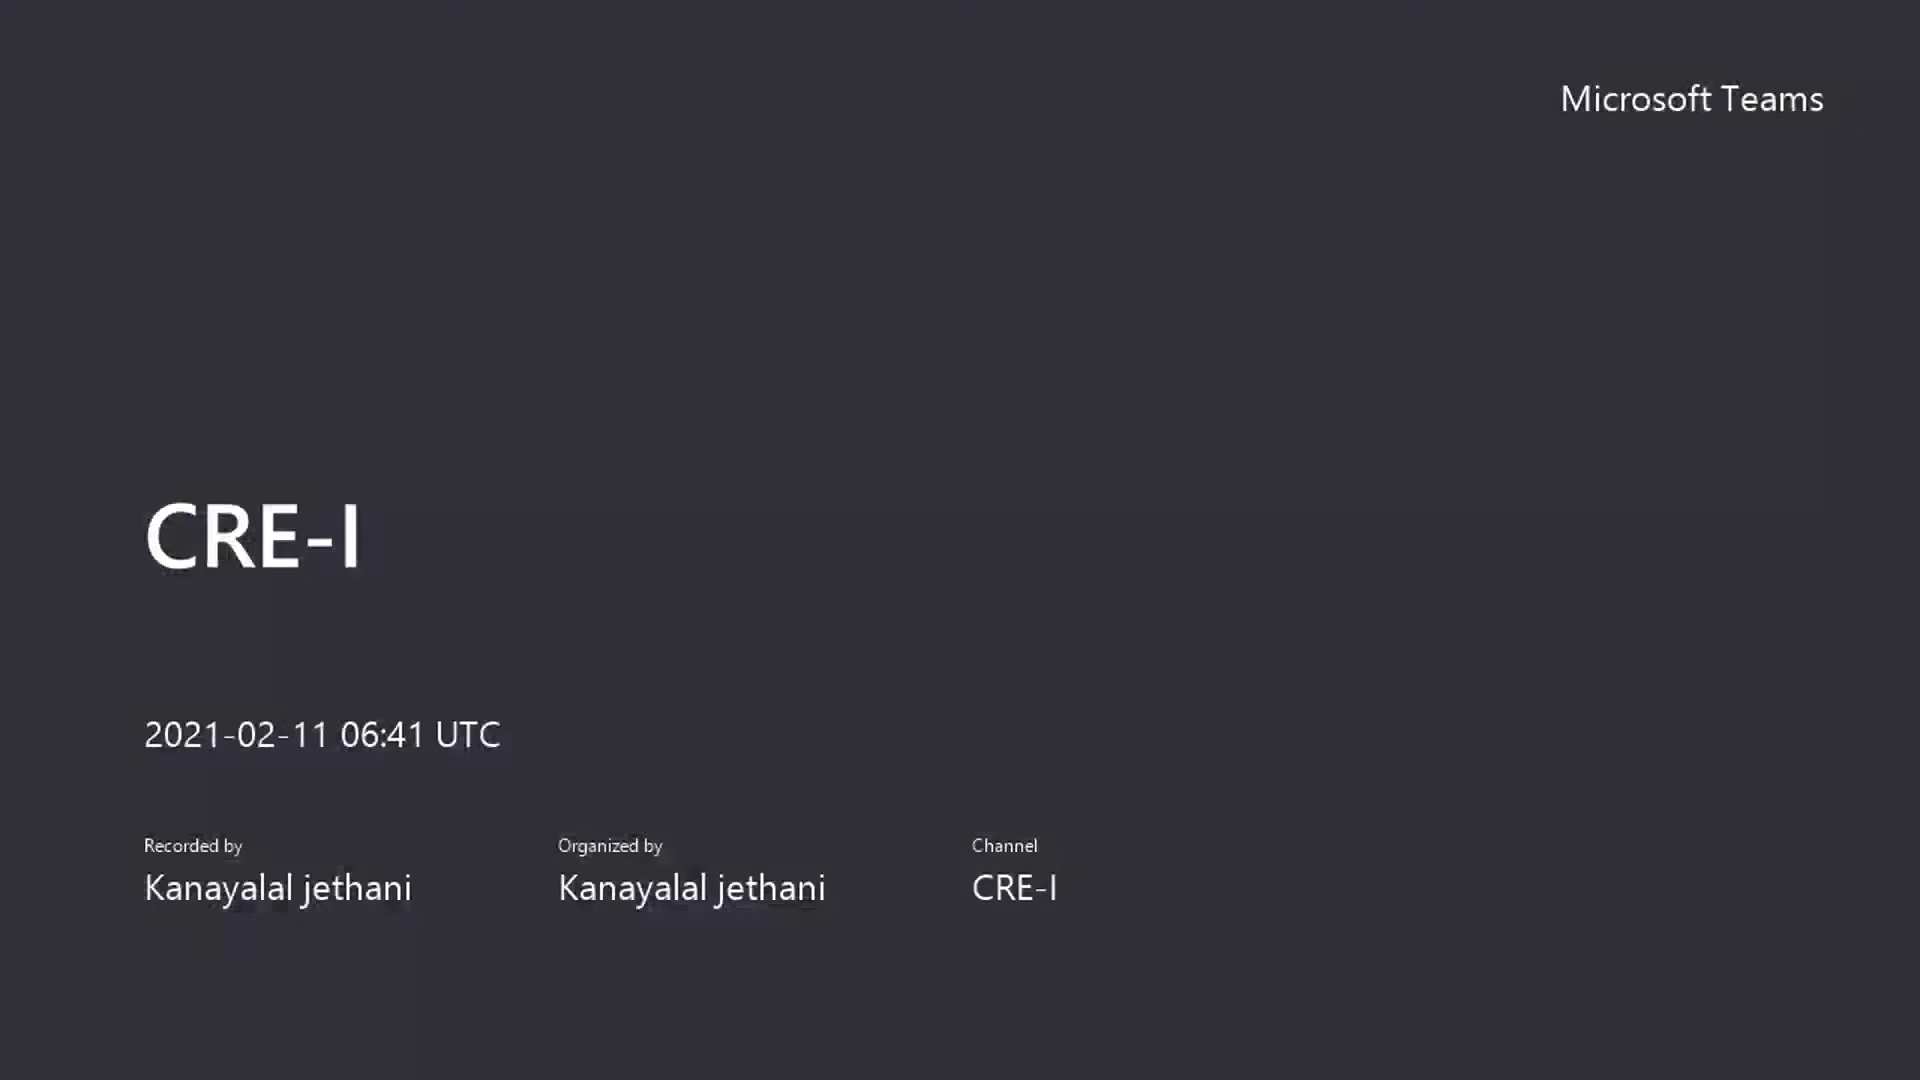 Microsoft Teams
CRE-I
2021-02-11 06:41 UTC
Recorded by
Kanayalal jethani
Organized by
Kanayalal jethani
Channel
CRE-I